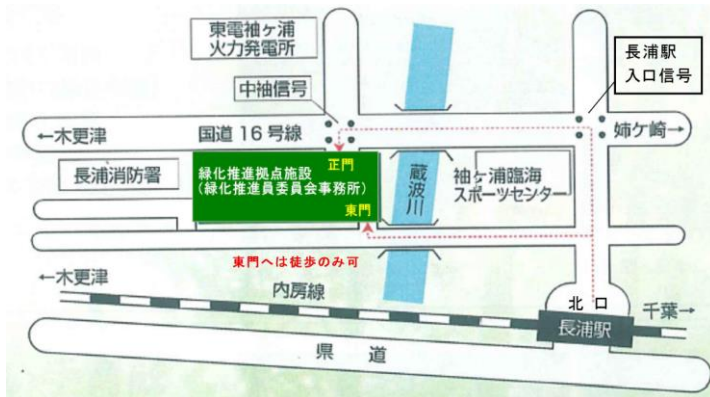 東電袖ヶ浦
火力発電所
長浦駅
入口信号
中袖信号
←木更津
国道16号線
姉ケ崎→
長浦消防署
緑化推進拠点施設
(緑化推進員委員会事務所)
正門
東門
蔵波川
袖ヶ浦臨海
スポーツセンター
東門へは徒歩のみ可
←木更津
内房線
北 口
千葉→
長浦駅
県 道